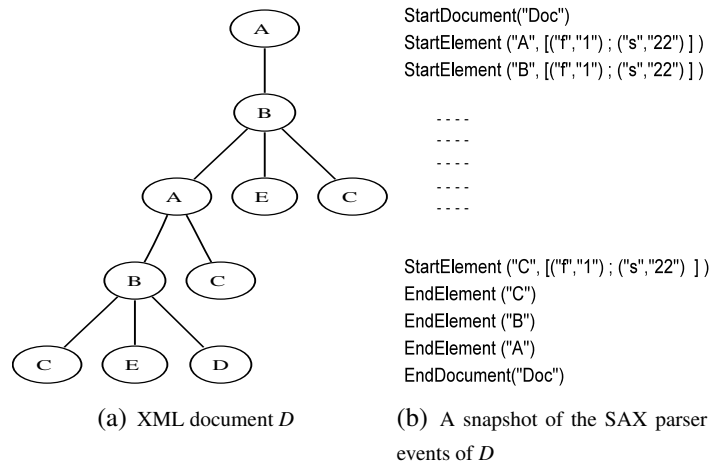 A
B
A
E
C
B
C
C
E
D
(a) XML document D
StartDocument("Doc")
StartElement ("A", [("f","1") ; ("s","22") ] )
StartElement ("B", [("f","1") ; ("s","22") ] )
- - - -
- - - -
- - - -
- - - -
- - - -
StartElement ("C", [("f","1") ; ("s","22")  ] )
EndElement ("C")
EndElement ("B")
EndElement ("A")
EndDocument("Doc")
(b) A snapshot of the SAX parser
events of D